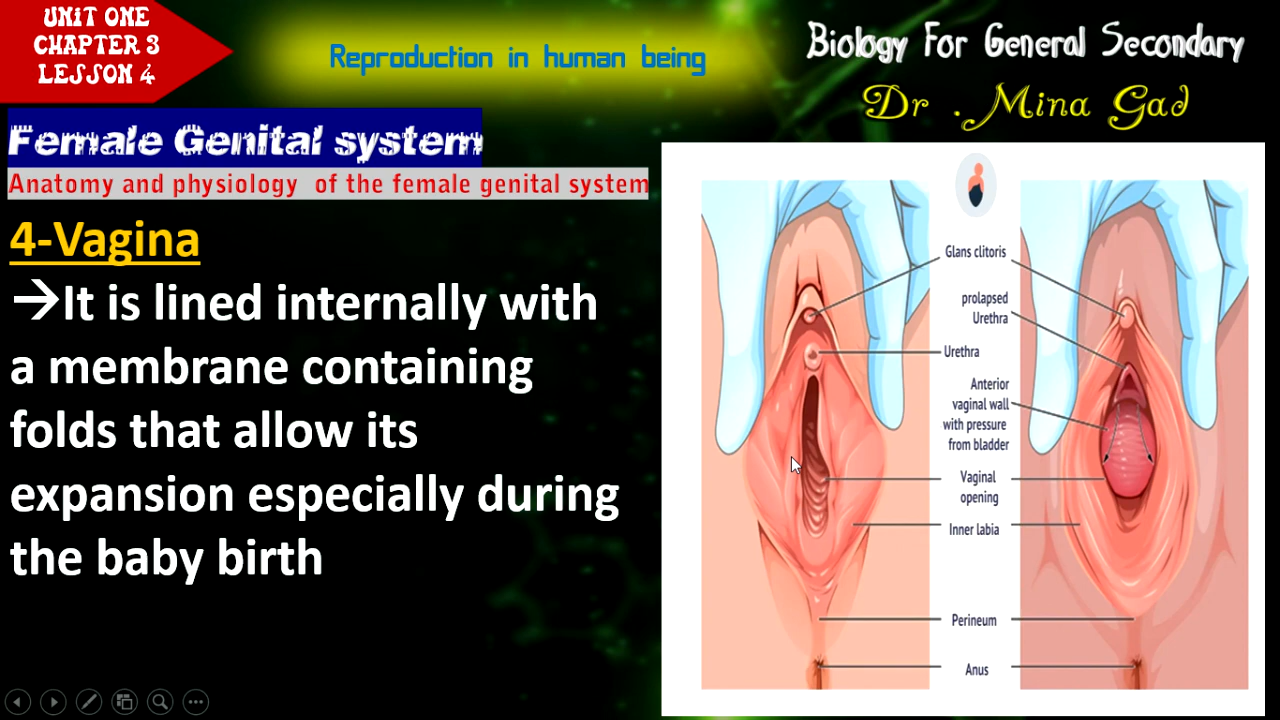 UNIT ONE
CHAPTER 3
LESSON 4
Reproduction in human being
Biology For General Secondary
Dr . Mina Gad
Female Genital system
Anatomy and physiology of the female genital system
4-Vagina
→It is lined internally with
a membrane containing
folds that allow its
expansion especially during
the baby birth
Glans clitoris
prolapsed
Urethra
Urethra
Anterior
vaginal wall
with pressure
from bladder
Vaginal
opening
Inner labia
Perineum
Anus